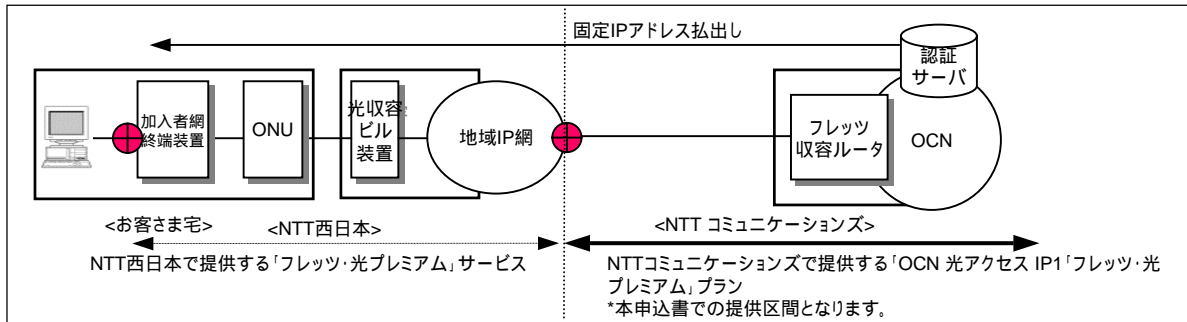 固定IPアドレス払出し
認証
サーバ
加入者網
終端装置
ONU
光収容
ビル
装置
地域IP網
フレッツ
収容ルータ
OCN
<お客さま宅>
<NTT西日本>
<NTT コミュニケーションズ>
NTT西日本で提供する「フレッツ・光プレミアム」サービス
NTTコミュニケーションズで提供する「OCN 光アクセス IP1「フレッツ・光
プレミアム」プラン
*本申込書での提供区間となります。